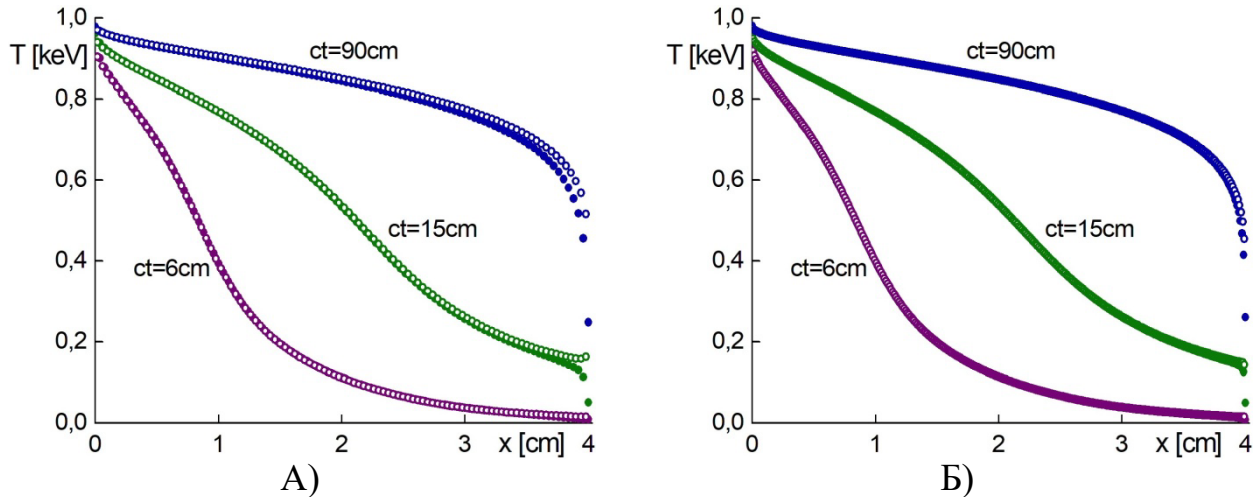 1,0
T [keV]
0,8
0,6
0,4
0,2
0,0
ct=90cm
ct=15cm
ct=6cm
0 1 2 3 x [cm] 4
А)
1,0
T [keV]
0,8
0,6
0,4
0,2
0,0
ct=90cm
ct=15cm
ct=6cm
0 1 2 3 x [cm] 4
Б)